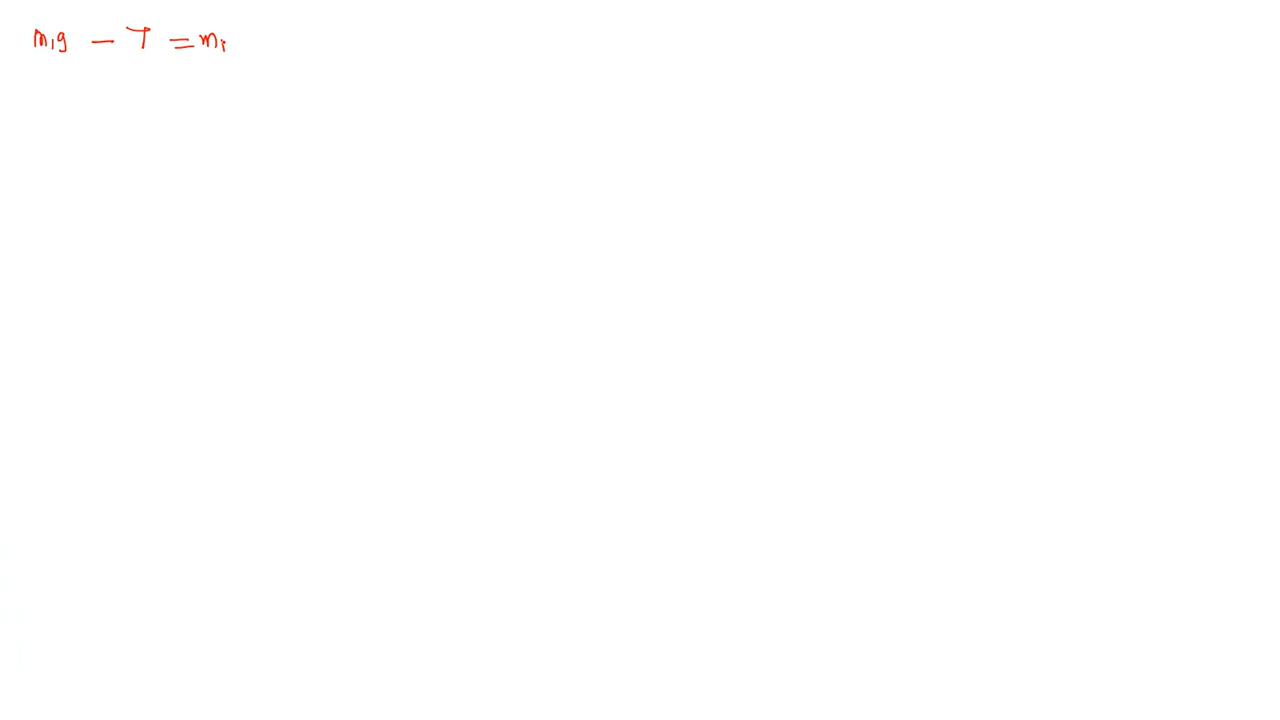 m₁g - T = m₁